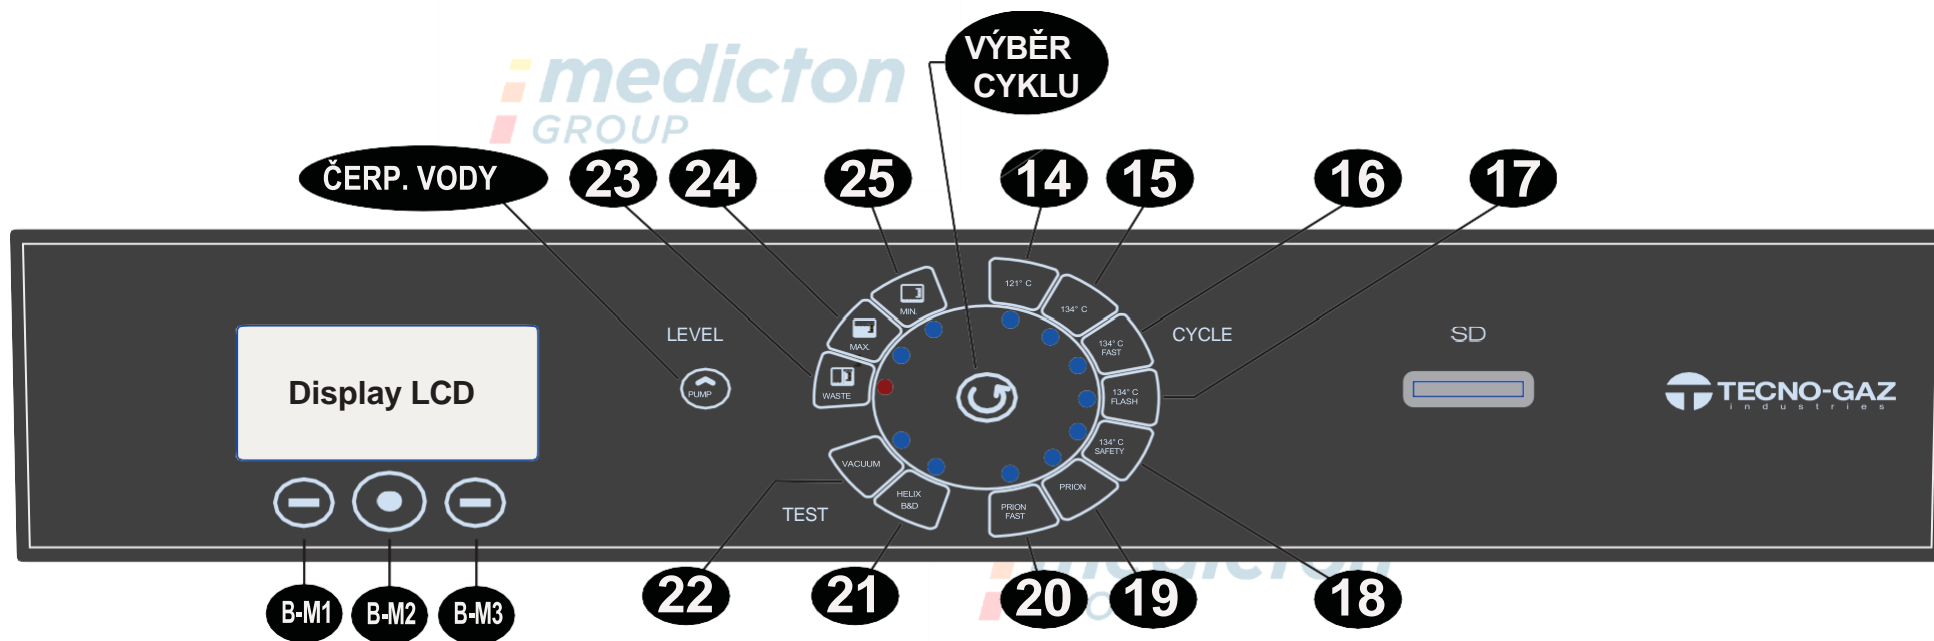 medicton
GROUP
VÝBĚR
CYKLU
ČERP. VODY
23
24
25
14
15
16
17
LEVEL
PUMP
Display LCD
MIN.
MAX.
WASTE
VACUUM
HELIX
B&D
TEST
121° C
134° C
134° C
FAST
134° C
FLASH
134° C
SAFETY
PRION
PRION
FAST
CYCLE
SD
TECNO-GAZ
industries
B-M1
B-M2
B-M3
22
21
20
19
18